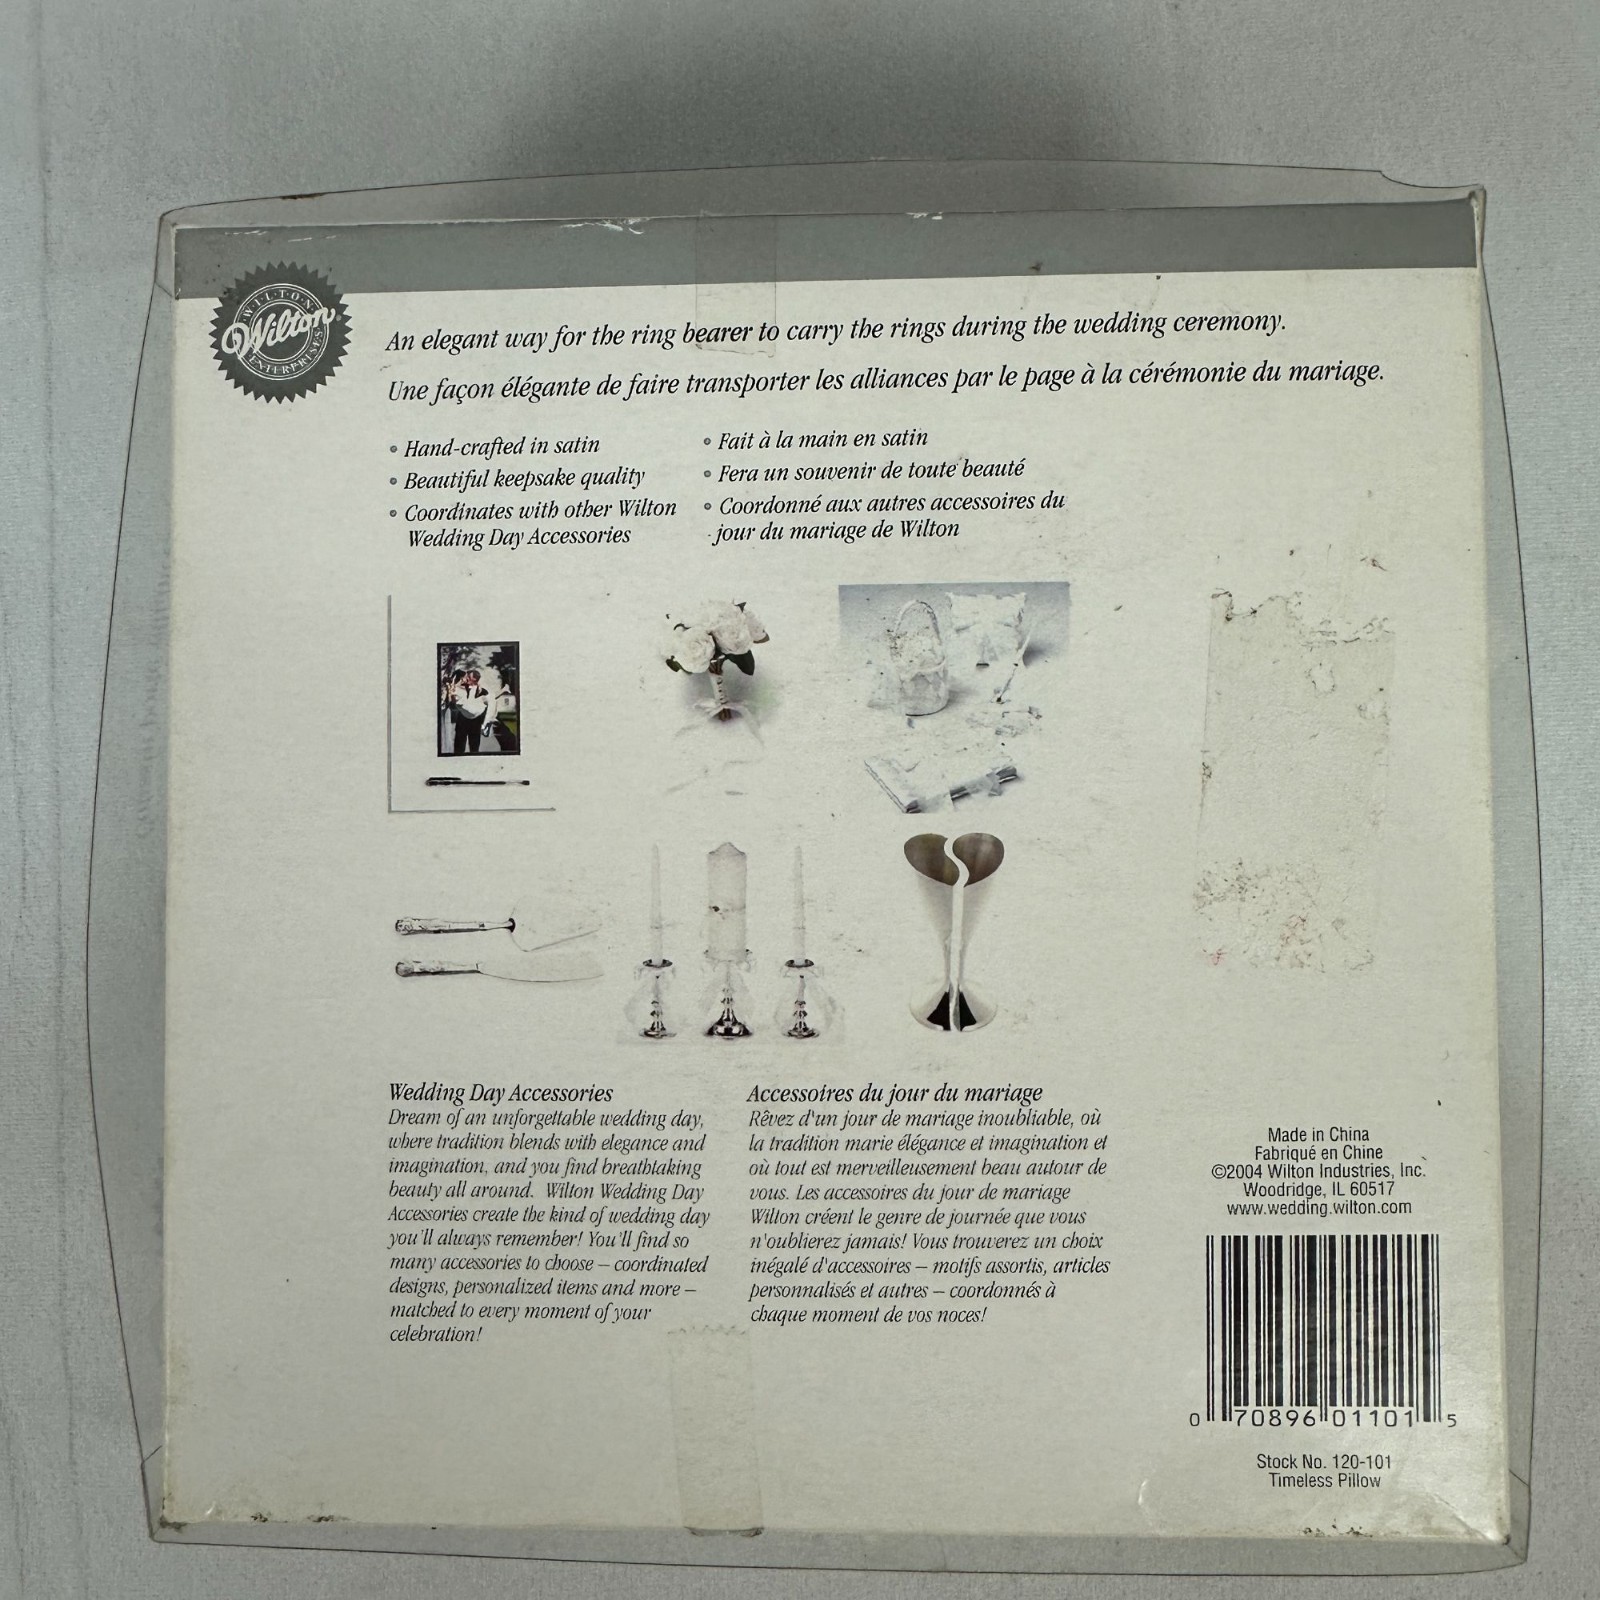 WILTON
Wilton
ENTERPRISES
An elegant way for the ring bearer to carry the rings during the wedding ceremony.
Une façon élégante de faire transporter les alliances par le page à la cérémonie du mariage.
• Hand-crafted in satin
• Beautiful keepsake quality
• Coordinates with other Wilton
Wedding Day Accessories
• Fait à la main en satin
• Fera un souvenir de toute beauté
• Coordonné aux autres accessoires du
jour du mariage de Wilton
Wedding Day Accessories
Dream of an unforgettable wedding day,
where tradition blends with elegance and
imagination, and you find breathtaking
beauty all around. Wilton Wedding Day
Accessories create the kind of wedding day
you'll always remember! You'll find so
many accessories to choose – coordinated
designs, personalized items and more –
matched to every moment of your
celebration!
Accessoires du jour du mariage
Rêvez d'un jour de mariage inoubliable, où
la tradition marie élégance et imagination et
où tout est merveilleusement beau autour de
vous. Les accessoires du jour de mariage
Wilton créent le genre de journée que vous
n'oublierez jamais! Vous trouverez un choix
inégalé d'accessoires – motifs assortis, articles
personnalisés et autres – coordonnés à
chaque moment de vos noces!
Made in China
Fabriqué en Chine
©2004 Wilton Industries, Inc.
Woodridge, IL 60517
www.wedding.wilton.com
0 70896 01101 5
Stock No. 120-101
Timeless Pillow